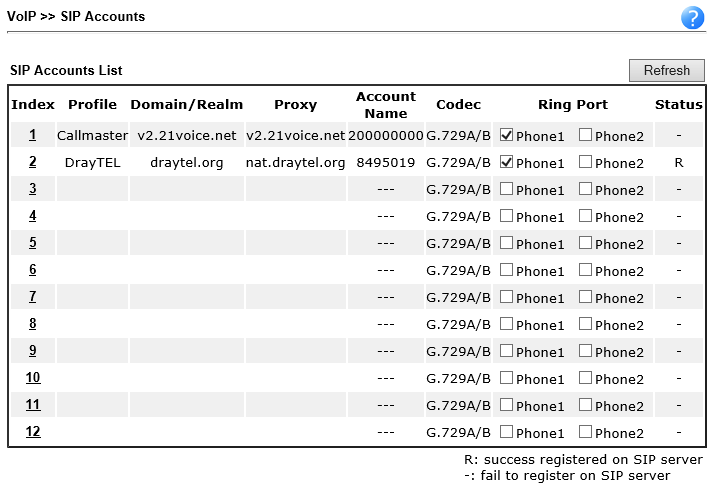 VoIP >> SIP Accounts
?
SIP Accounts List
Refresh
Index Profile Domain/Realm Proxy Account Name Codec Ring Port Status
1 Callmaster v2.21voice.net v2.21voice.net 200000000 G.729A/B Phone1 Phone2 -
2 DrayTEL draytel.org nat.draytel.org 8495019 G.729A/B Phone1 Phone2 R
3 --- G.729A/B Phone1 Phone2 -
4 --- G.729A/B Phone1 Phone2 -
5 --- G.729A/B Phone1 Phone2 -
6 --- G.729A/B Phone1 Phone2 -
7 --- G.729A/B Phone1 Phone2 -
8 --- G.729A/B Phone1 Phone2 -
9 --- G.729A/B Phone1 Phone2 -
10 --- G.729A/B Phone1 Phone2 -
11 --- G.729A/B Phone1 Phone2 -
12 --- G.729A/B Phone1 Phone2 -
R: success registered on SIP server
-: fail to register on SIP server